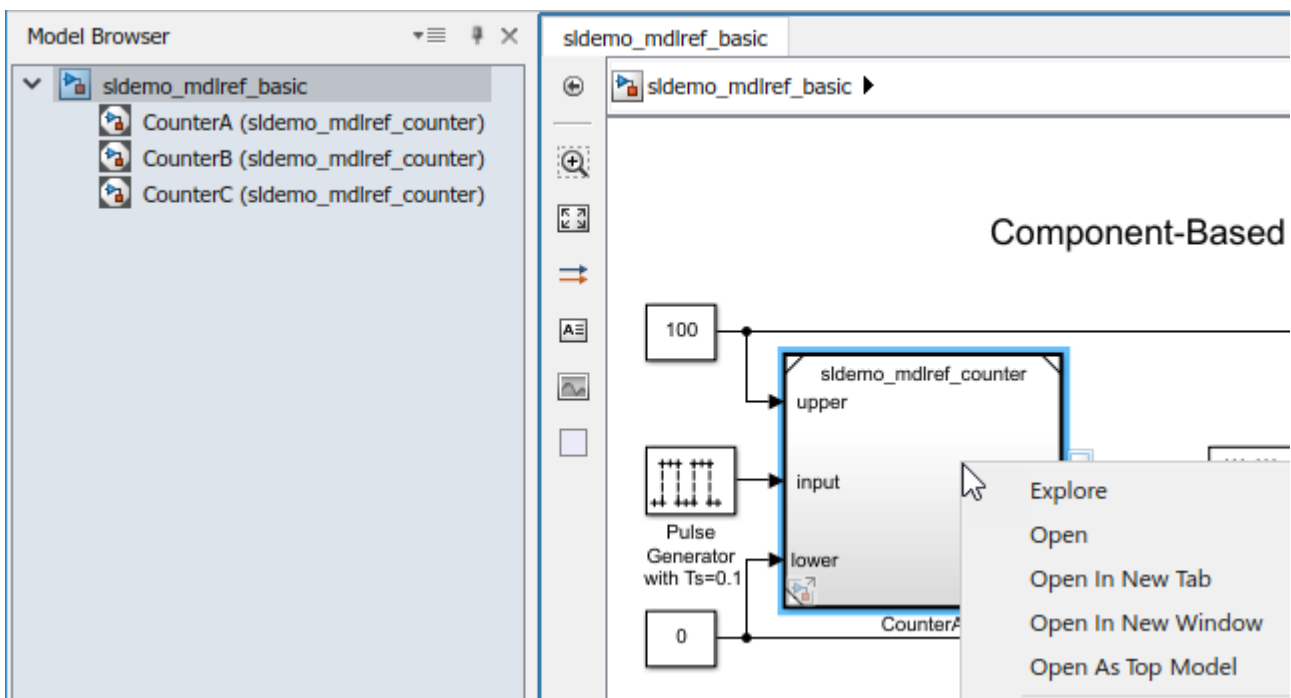 Model Browser
sldemo_mdlref_basic
CounterA (sldemo_mdlref_counter)
CounterB (sldemo_mdlref_counter)
CounterC (sldemo_mdlref_counter)
sldemo_mdlref_basic
sldemo_mdlref_basic
Component-Based
100
sldemo_mdlref_counter
upper
input
lower
Pulse
Generator
with Ts=0.1
0
CounterA
Explore
Open
Open In New Tab
Open In New Window
Open As Top Model